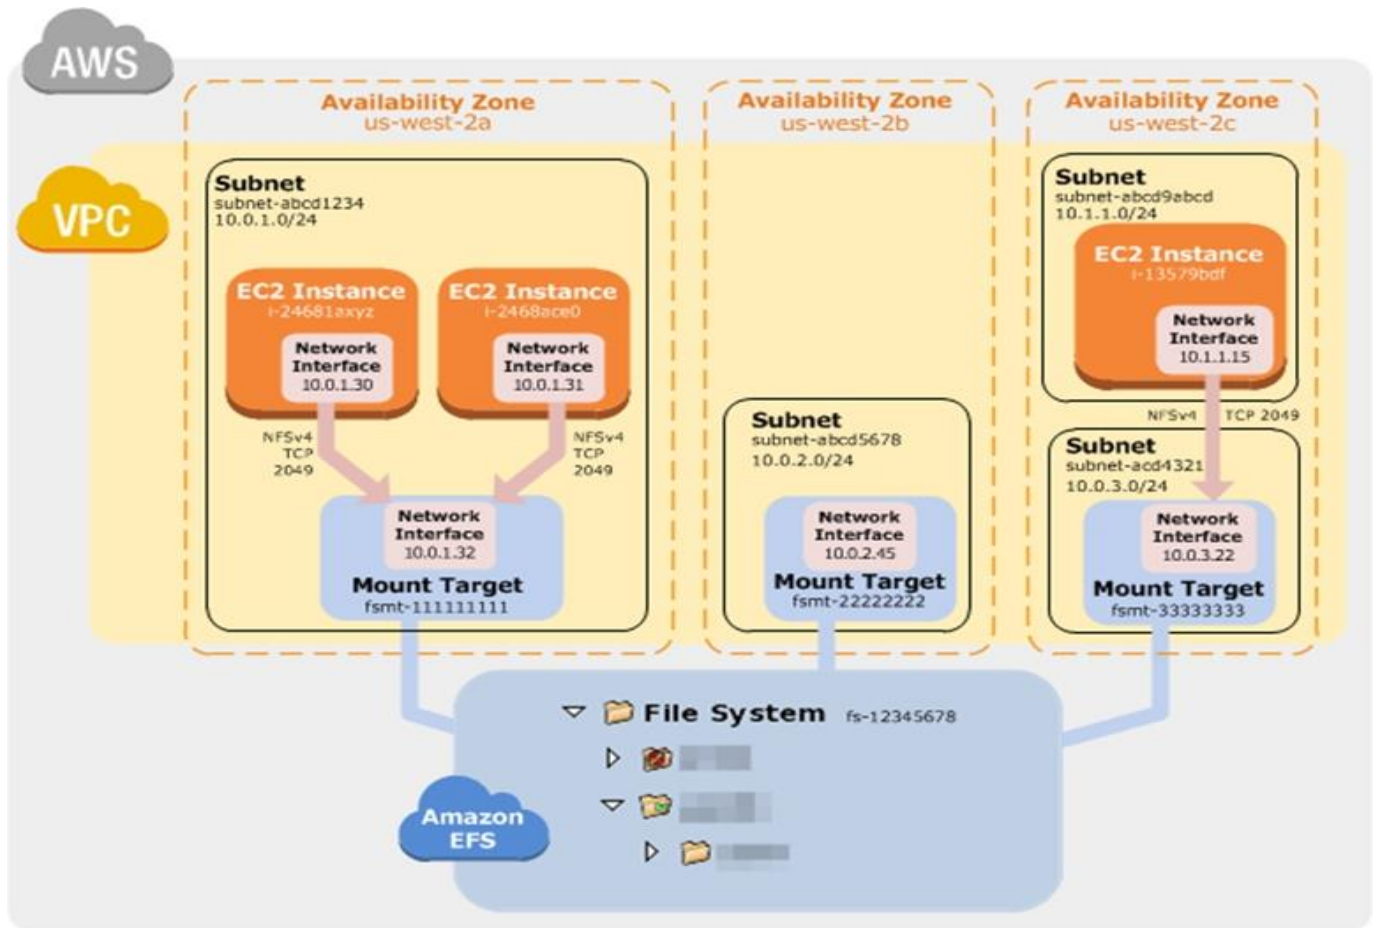 AWS
Availability Zone
us-west-2a
Availability Zone
us-west-2b
Availability Zone
us-west-2c
VPC
Subnet
subnet-abcd1234
10.0.1.0/24
EC2 Instance
i-24681axyz
Network
Interface
10.0.1.30
EC2 Instance
i-2468ace0
Network
Interface
10.0.1.31
NFSv4
TCP
2049
NFSv4
TCP
2049
Network
Interface
10.0.1.32
Mount Target
fsmt-111111111
Subnet
subnet-abcd5678
10.0.2.0/24
Network
Interface
10.0.2.45
Mount Target
fsmt-22222222
Subnet
subnet-abcd9abcd
10.1.1.0/24
EC2 Instance
i-13579bdf
Network
Interface
10.1.1.15
NFSv4 TCP 2049
Subnet
subnet-acd4321
10.0.3.0/24
Network
Interface
10.0.3.22
Mount Target
fsmt-33333333
File System fs-12345678
Amazon
EFS